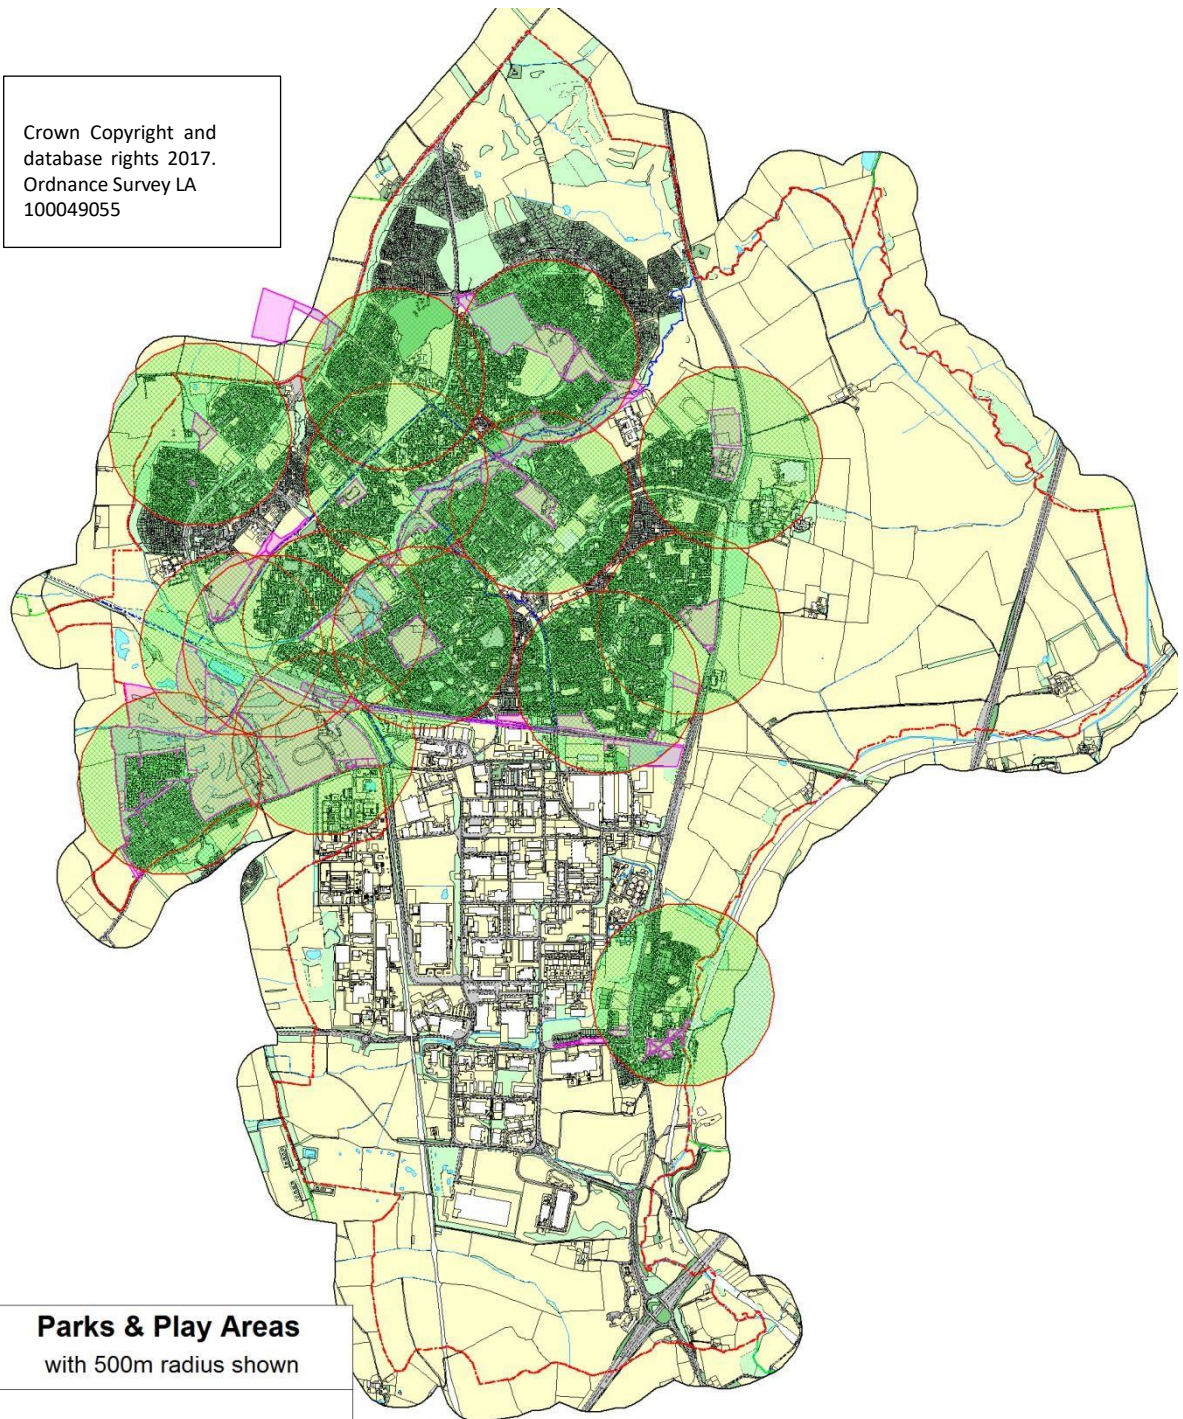 Crown Copyright and
database rights 2017.
Ordnance Survey LA
100049055
Parks & Play Areas
with 500m radius shown